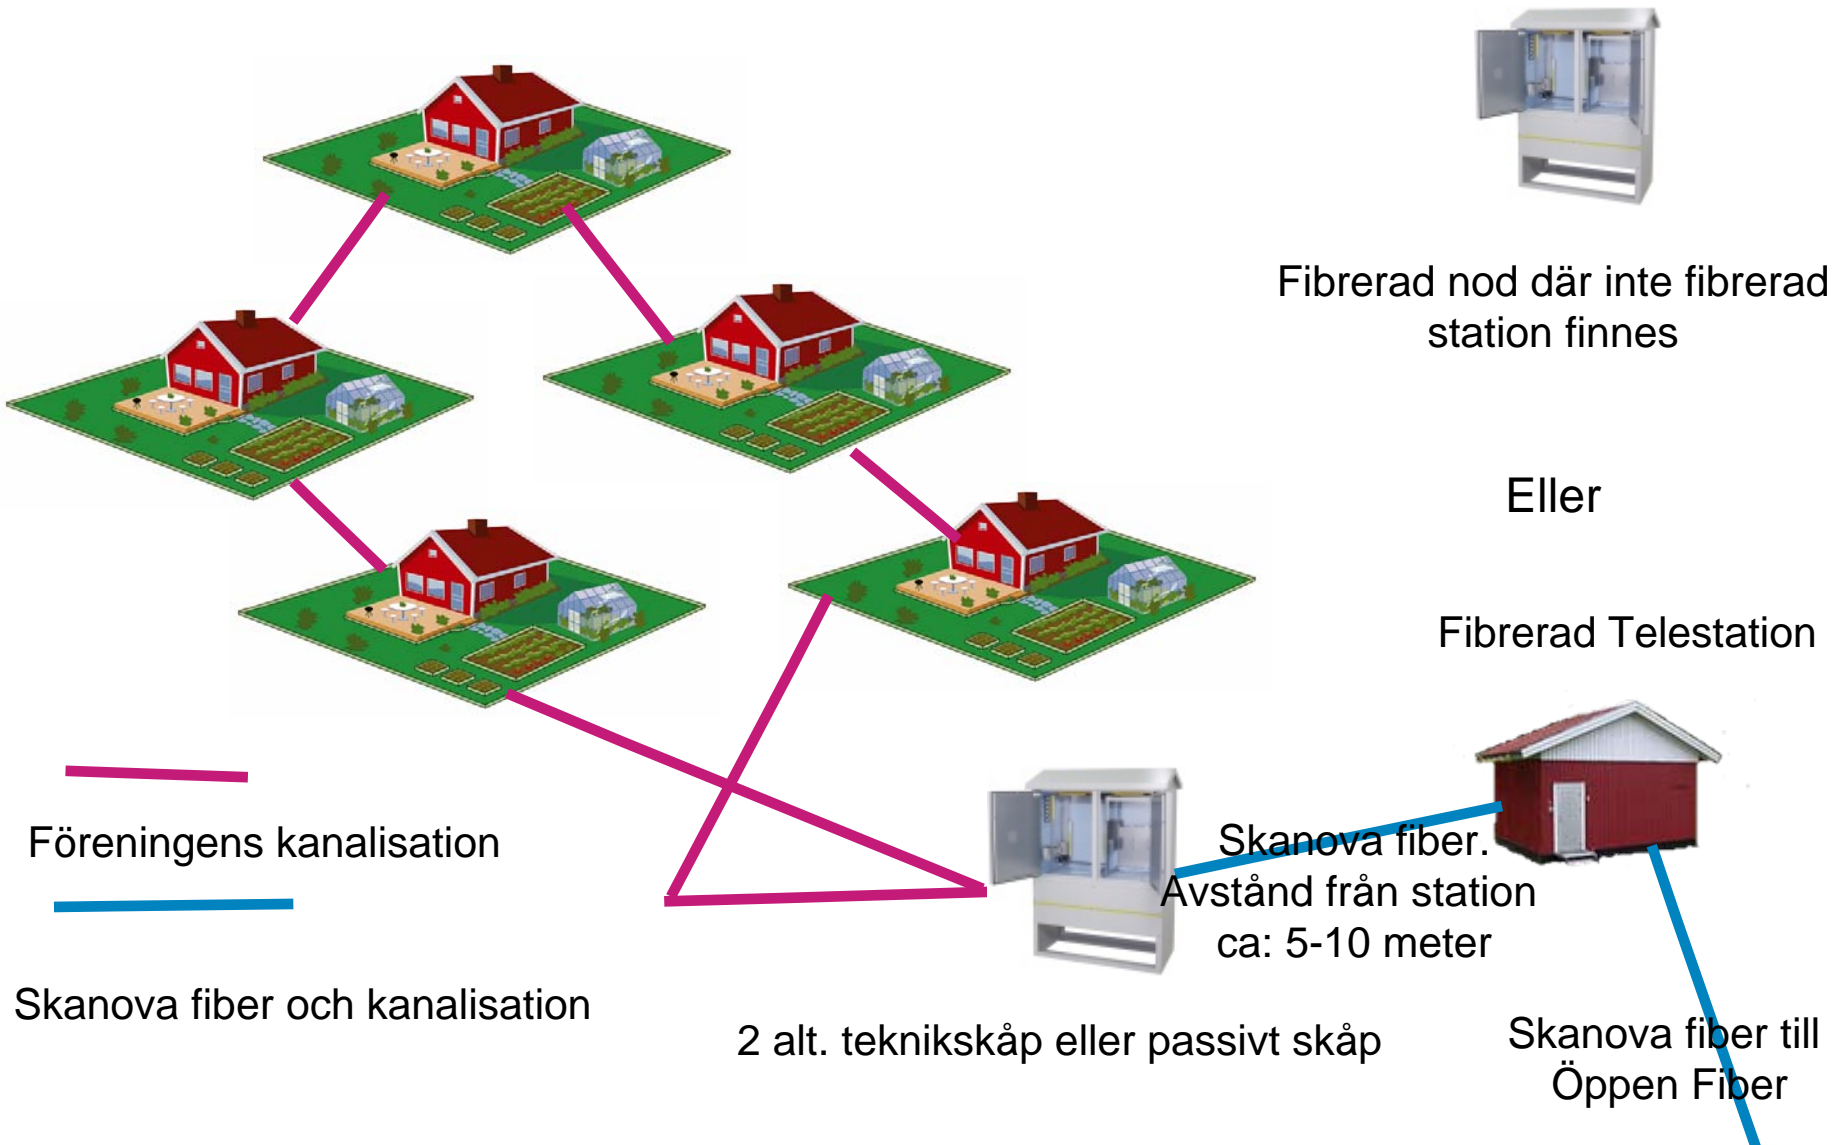 Fibrerad nod där inte fibrerad
station finnes
Eller
Fibrerad Telestation
Föreningens kanalisation
Skanova fiber.
Avstånd från station
ca: 5-10 meter
Skanova fiber och kanalisation
2 alt. teknikskåp eller passivt skåp
Skanova fiber till
Öppen Fiber